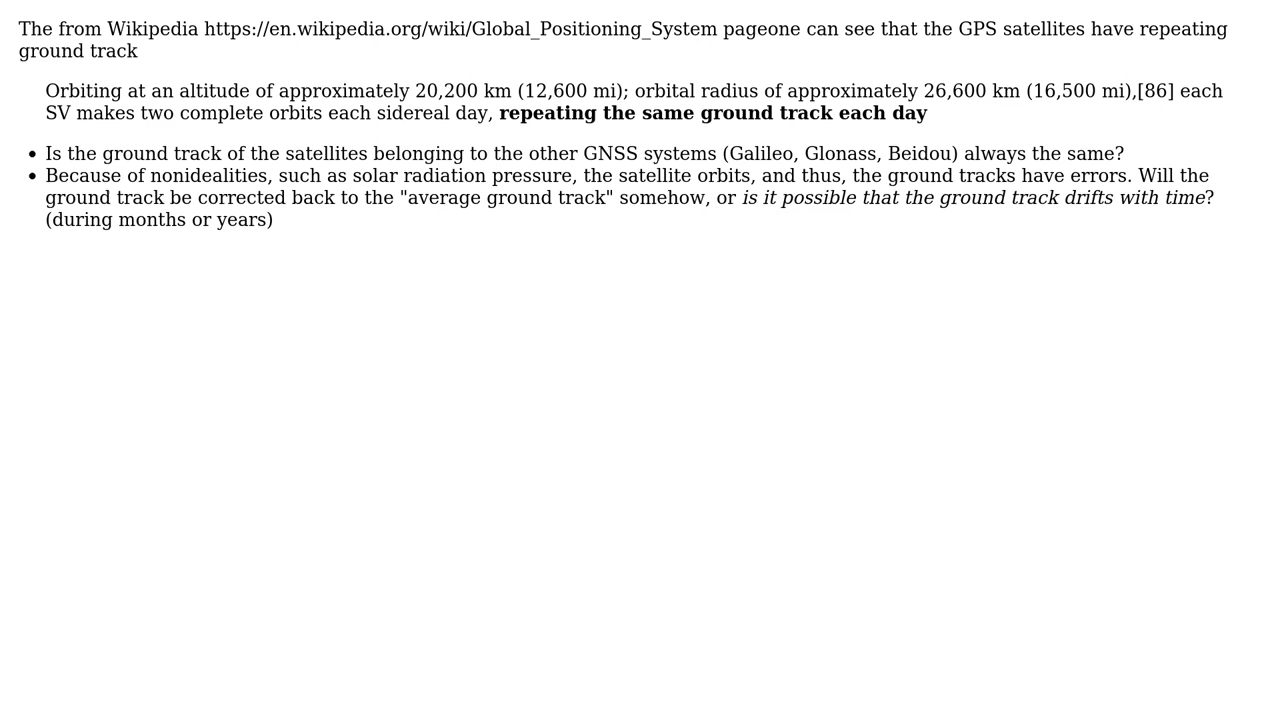 The from Wikipedia https://en.wikipedia.org/wiki/Global_Positioning_System pageone can see that the GPS satellites have repeating
ground track
Orbiting at an altitude of approximately 20,200 km (12,600 mi); orbital radius of approximately 26,600 km (16,500 mi),[86] each
SV makes two complete orbits each sidereal day, repeating the same ground track each day
• Is the ground track of the satellites belonging to the other GNSS systems (Galileo, Glonass, Beidou) always the same?
• Because of nonidealities, such as solar radiation pressure, the satellite orbits, and thus, the ground tracks have errors. Will the
ground track be corrected back to the "average ground track" somehow, or is it possible that the ground track drifts with time?
(during months or years)